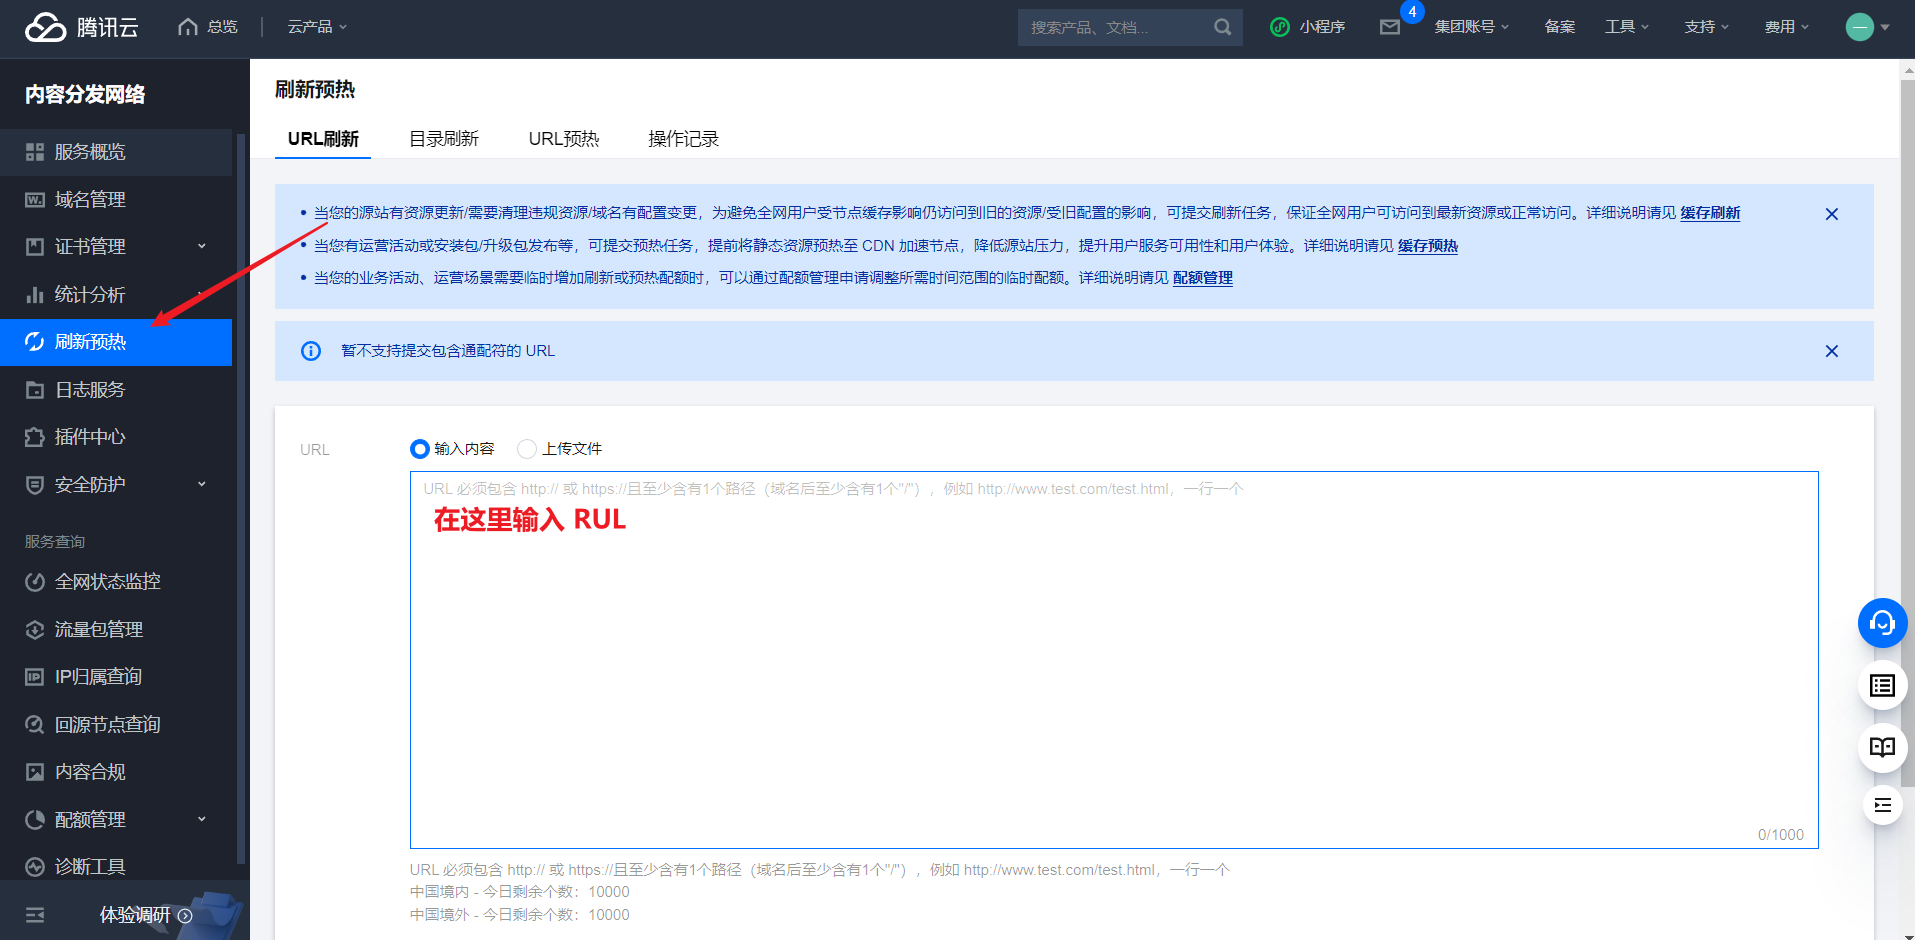 腾讯云
总览
云产品
搜索产品、文档...
小程序
4
集团账号
备案
工具
支持
费用
内容分发网络
服务概览
域名管理
证书管理
统计分析
刷新预热
日志服务
插件中心
安全防护
服务查询
全网状态监控
流量包管理
IP归属查询
回源节点查询
内容合规
配额管理
诊断工具
体验调研
刷新预热
URL刷新
目录刷新
URL预热
操作记录
• 当您的源站有资源更新/需要清理违规资源/域名有配置变更，为避免全网用户受节点缓存影响仍访问到旧的资源/受旧配置的影响，可提交刷新任务，保证全网用户可访问到最新资源或正常访问。详细说明请见 缓存刷新
• 当您有运营活动或安装包/升级包发布等，可提交预热任务，提前将静态资源预热至 CDN 加速节点，降低源站压力，提升用户服务可用性和用户体验。详细说明请见 缓存预热
• 当您的业务活动、运营场景需要临时增加刷新或预热配额时，可以通过配额管理申请调整所需时间范围的临时配额。详细说明请见 配额管理
暂不支持提交包含通配符的 URL
URL
输入内容
上传文件
URL 必须包含 http:// 或 https://且至少含有1个路径（域名后至少含有1个"/"），例如 http://www.test.com/test.html，一行一个
在这里输入 RUL
0/1000
URL 必须包含 http:// 或 https://且至少含有1个路径（域名后至少含有1个"/"），例如 http://www.test.com/test.html，一行一个
中国境内 - 今日剩余个数：10000
中国境外 - 今日剩余个数：10000